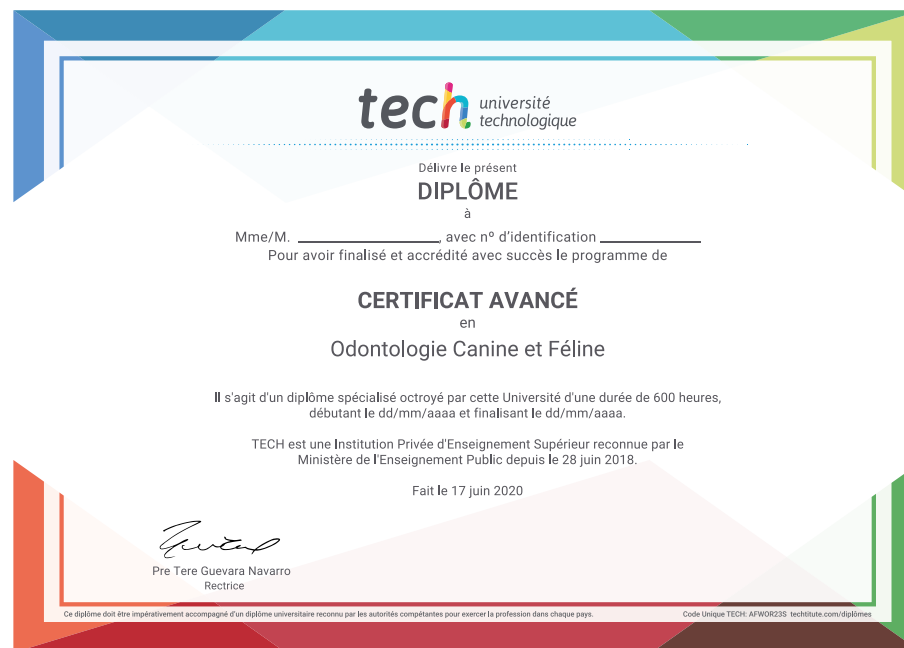 tech université
technologique
Délivre le présent
DIPLÔME
à
Mme/M. ____________, avec nº d'identification ____________
Pour avoir finalisé et accrédité avec succès le programme de
CERTIFICAT AVANCÉ
en
Odontologie Canine et Féline
Il s'agit d'un diplôme spécialisé octroyé par cette Université d'une durée de 600 heures,
débutant le dd/mm/aaaa et finalisant le dd/mm/aaaa.
TECH est une Institution Privée d'Enseignement Supérieur reconnue par le
Ministère de l'Enseignement Public depuis le 28 juin 2018.
Fait le 17 juin 2020
Pre Tere Guevara Navarro
Rectrice
Ce diplôme doit être impérativement accompagné d'un diplôme universitaire reconnu par les autorités compétentes pour exercer la profession dans chaque pays.
Code Unique TECH: AFWOR23S techtitute.com/diplômes